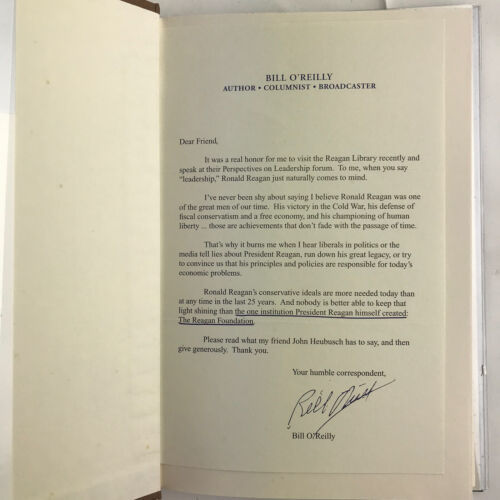 BILL O'REILLY
AUTHOR • COLUMNIST • BROADCASTER
Dear Friend,
It was a real honor for me to visit the Reagan Library recently and
speak at their Perspectives on Leadership forum. To me, when you say
"leadership," Ronald Reagan just naturally comes to mind.
I've never been shy about saying I believe Ronald Reagan was one
of the great men of our time. His victory in the Cold War, his defense of
fiscal conservatism and a free economy, and his championing of human
liberty ... those are achievements that don't fade with the passage of time.
That's why it burns me when I hear liberals in politics or the
media tell lies about President Reagan, run down his great legacy, or try
to convince us that his principles and policies are responsible for today's
economic problems.
Ronald Reagan's conservative ideals are more needed today than
at any time in the last 25 years. And nobody is better able to keep that
light shining than the one institution President Reagan himself created:
The Reagan Foundation.
Please read what my friend John Heubusch has to say, and then
give generously. Thank you.
Your humble correspondent,
Bill O'Reilly
Bill O'Reilly